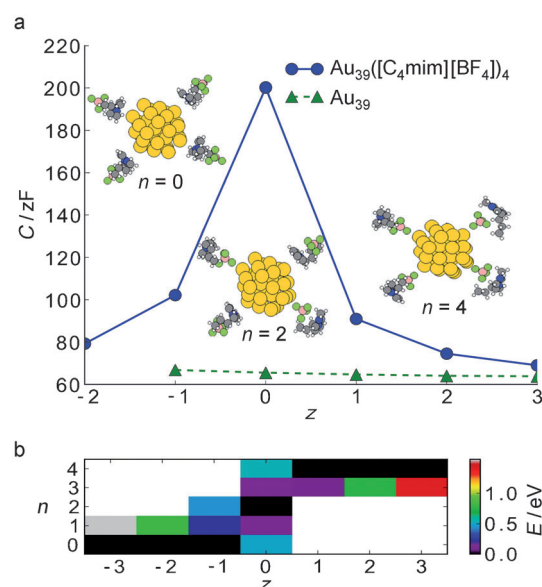 a
C / zF
220
200
180
160
140
120
100
80
60
Au₃₉([C₄mim][BF₄])₄
Au₃₉
n = 0
n = 2
n = 4
-2 -1 0 1 2 3
z
b
n
4
3
2
1
0
-3 -2 -1 0 1 2 3
z
1.0
0.5
0.0
E / eV